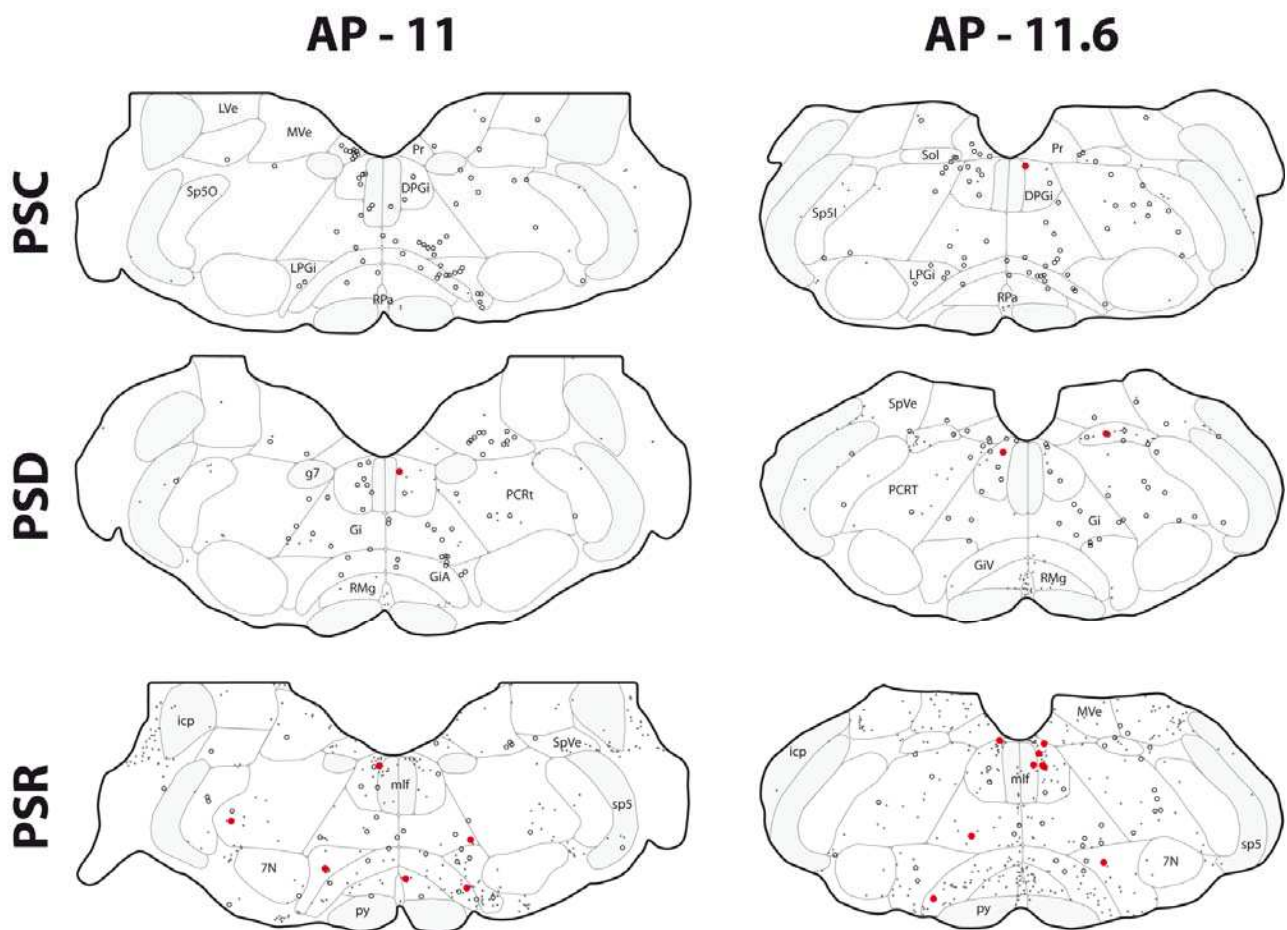 AP - 11
AP - 11.6
PSC
LVe
MVe
Pr
DPGi
Sp5O
LPGi
RPa
Sol
Pr
DPGi
Sp5I
LPGi
RPa
PSD
g7
PCRt
Gi
GiA
RMg
SpVe
PCRT
Gi
GiV
RMg
PSR
icp
SpVe
mlf
sp5
7N
py
MVe
icp
mlf
7N
sp5
py